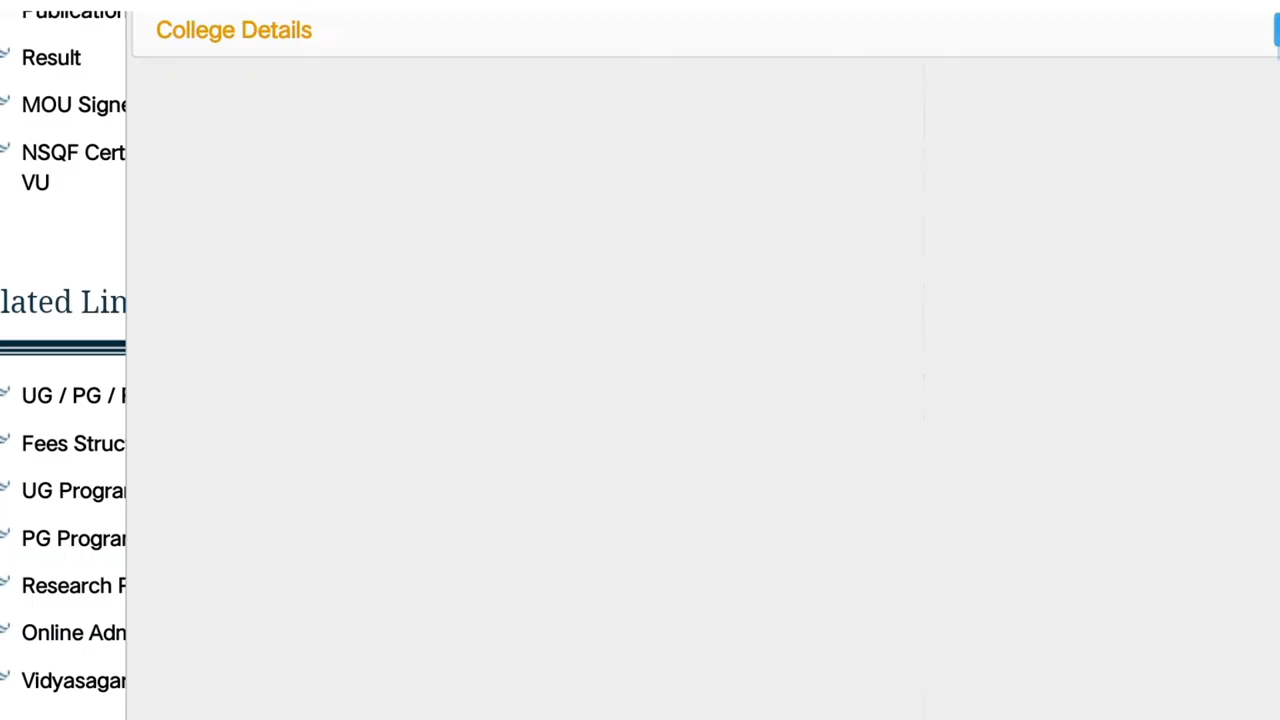 College Details
Result
MOU Signe
NSQF Cert
VU
lated Lin
UG / PG /
Fees Struc
UG Progra
PG Progra
Research
Online Adn
Vidyasagar